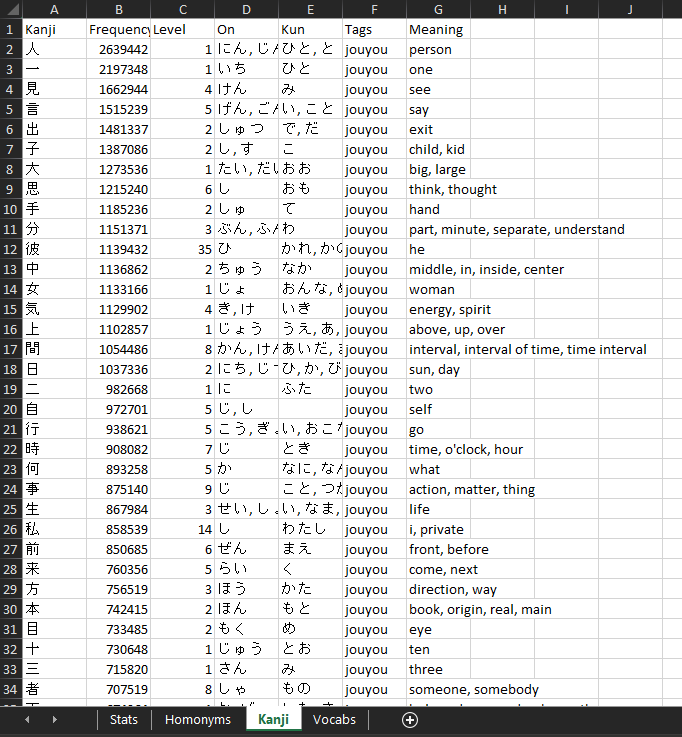 A B C D E F G H I J
1 Kanji Frequency Level On Kun Tags Meaning
2 人 2639442 1 にん,じん ひと,と jouyou person
3 一 2197348 1 いち ひと jouyou one
4 見 1662944 4 けん み jouyou see
5 言 1515239 5 げん,ごん い,こと jouyou say
6 出 1481337 2 しゅつ で,だ jouyou exit
7 子 1387086 2 し,す こ jouyou child, kid
8 大 1273536 1 たい,だい おお jouyou big, large
9 思 1215240 6 し おも jouyou think, thought
10 手 1185236 2 しゅ て jouyou hand
11 分 1151371 3 ぶん,ふん わ jouyou part, minute, separate, understand
12 彼 1139432 35 ひ かれ,かの jouyou he
13 中 1136862 2 ちゅう なか jouyou middle, in, inside, center
14 女 1133166 1 じょ おんな,め jouyou woman
15 気 1129902 4 き,け いき jouyou energy, spirit
16 上 1102857 1 じょう うえ,あ, jouyou above, up, over
17 間 1054486 8 かん,けん あいだ, jouyou interval, interval of time, time interval
18 日 1037336 2 にち,じつ ひ,か,び jouyou sun, day
19 二 982668 1 に ふた jouyou two
20 自 972701 5 じ,し jouyou self
21 行 938621 5 こう,ぎょ い,おこな jouyou go
22 時 908082 7 じ とき jouyou time, o'clock, hour
23 何 893258 5 か なに,なん jouyou what
24 事 875140 9 じ こと,つか jouyou action, matter, thing
25 生 867984 3 せい,しょ い,なま, jouyou life
26 私 858539 14 し わたし jouyou i, private
27 前 850685 6 ぜん まえ jouyou front, before
28 来 760356 5 らい く jouyou come, next
29 方 756519 3 ほう かた jouyou direction, way
30 本 742415 2 ほん もと jouyou book, origin, real, main
31 目 733485 2 もく め jouyou eye
32 十 730648 1 じゅう とお jouyou ten
33 三 715820 1 さん み jouyou three
34 者 707519 8 しゃ もの jouyou someone, somebody
Stats Homonyms Kanji Vocabs